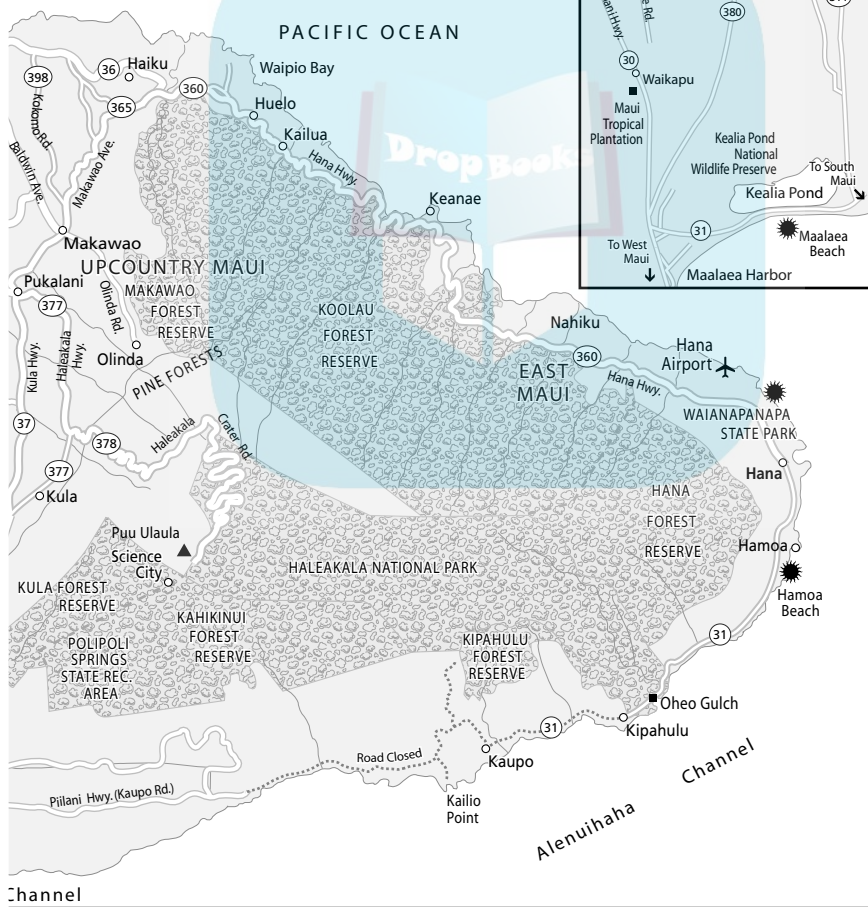 PACIFIC OCEAN
36
Haiku
398
365
360
Waipio Bay
Huelo
Kailua
Hana Hwy.
Keanae
Kokomo Rd.
Baldwin Ave.
Makawao Ave.
Makawao
Pukalani
UPCOUNTRY MAUI
MAKAWAO
FOREST
RESERVE
377
Olinda Rd.
Olinda
Haleakala
Hwy.
Kula Hwy.
PINE FORESTS
KOOLAU
FOREST
RESERVE
Nahiku
360
Hana
Airport
Hana Hwy.
EAST
MAUI
WAIANAPANAPA
STATE PARK
Hana
37
378
Haleakala
Crater Rd.
377
Kula
HANA
FOREST
RESERVE
Hamoa
Hamoa
Beach
Puu Ulaula
Science
City
HALEAKALA NATIONAL PARK
KULA FOREST
RESERVE
KAHIKINUI
FOREST
RESERVE
POLIPOLI
SPRINGS
STATE REC.
AREA
KIPAHULU
FOREST
RESERVE
31
Oheo Gulch
Kipahulu
31
Kaupo
Road Closed
Piilani Hwy. (Kaupo Rd.)
Kailio
Point
Alenuihaha Channel
Channel
Drop Books
380
30
Waikapu
Maui
Tropical
Plantation
Kealia Pond
National
Wildlife Preserve
To South
Maui
Kealia Pond
31
Maalaea
Beach
To West
Maui
Maalaea Harbor